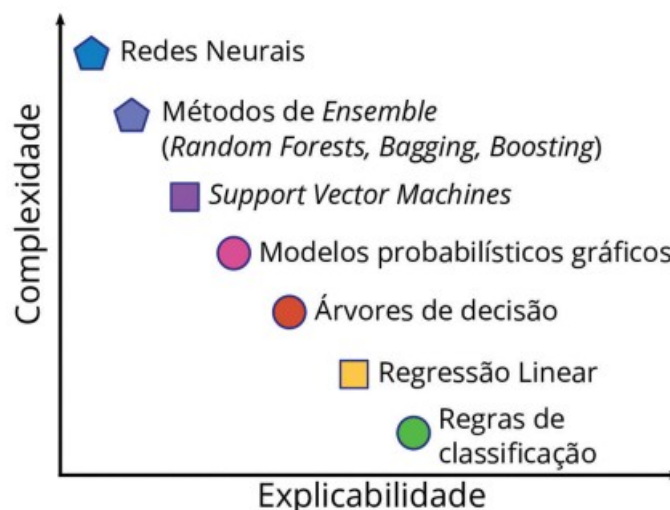 Complexidade
Redes Neurais
Métodos de Ensemble
(Random Forests, Bagging, Boosting)
Support Vector Machines
Modelos probabilísticos gráficos
Árvores de decisão
Regressão Linear
Regras de
classificação
Explicabilidade